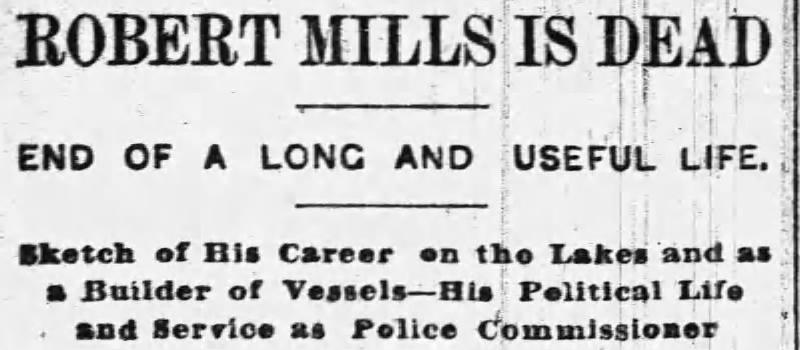 ROBERT MILLS IS DEAD
END OF A LONG AND USEFUL LIFE.
Sketch of His Career on the Lakes and as
a Builder of Vessels—His Political Life
and Service as Police Commissioner